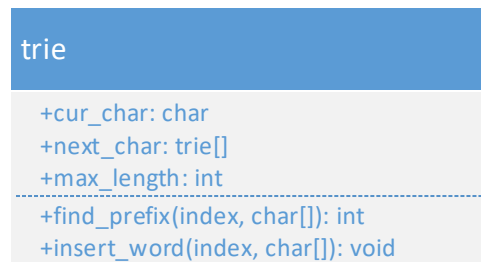 trie
+cur_char: char
+next_char: trie[]
+max_length: int
+find_prefix(index, char[]): int
+insert_word(index, char[]): void